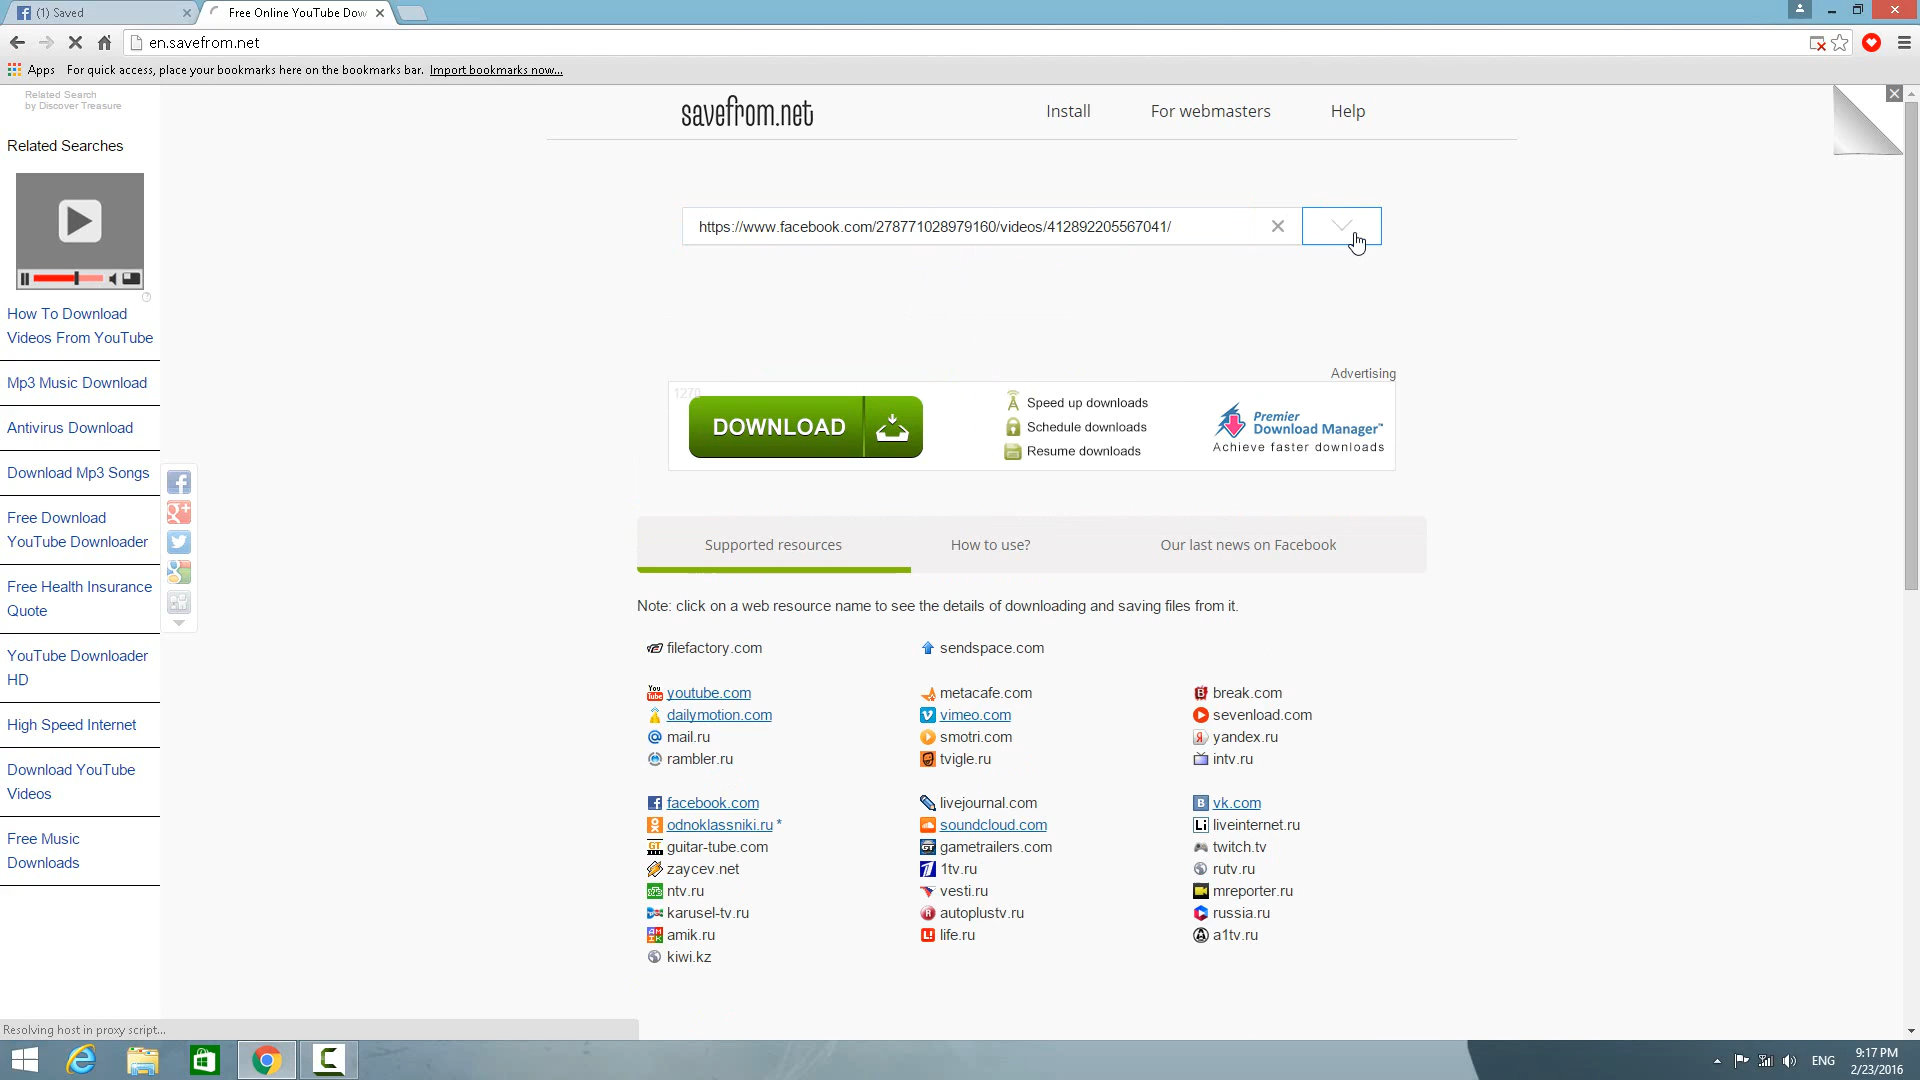 (1) Saved
Free Online YouTube Dow
en.savefrom.net
Apps For quick access, place your bookmarks here on the bookmarks bar. Import bookmarks now...
Related Search
by Discover Treasure
Related Searches
How To Download
Videos From YouTube
Mp3 Music Download
Antivirus Download
Download Mp3 Songs
Free Download
YouTube Downloader
Free Health Insurance
Quote
YouTube Downloader
HD
High Speed Internet
Download YouTube
Videos
Free Music
Downloads
savefrom.net
Install For webmasters Help
https://www.facebook.com/278771028979160/videos/412892205567041/
Advertising
1270
DOWNLOAD
Speed up downloads
Schedule downloads
Resume downloads
Premier
Download Manager™
Achieve faster downloads
Supported resources How to use? Our last news on Facebook
Note: click on a web resource name to see the details of downloading and saving files from it.
filefactory.com sendspace.com
youtube.com metacafe.com break.com
dailymotion.com vimeo.com sevenload.com
mail.ru smotri.com yandex.ru
rambler.ru tvigle.ru intv.ru
facebook.com livejournal.com vk.com
odnoklassniki.ru * soundcloud.com liveinternet.ru
guitar-tube.com gametrailers.com twitch.tv
zaycev.net 1tv.ru rutv.ru
ntv.ru vesti.ru mreporter.ru
karusel-tv.ru autoplustv.ru russia.ru
amik.ru life.ru a1tv.ru
kiwi.kz
Resolving host in proxy script...
ENG
9:17 PM
2/23/2016